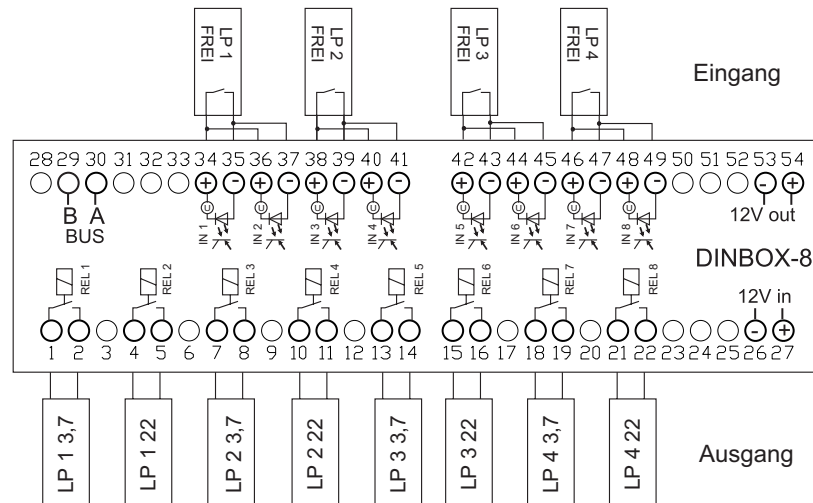 LP 1 FREI
LP 2 FREI
LP 3 FREI
LP 4 FREI
Eingang
28 29 30 31 32 33 34 35 36 37 38 39 40 41 42 43 44 45 46 47 48 49 50 51 52 53 54
+ - + - + - + - + - + - + - + - - +
B A
BUS
12V out
U U U U U U U U
IN 1 IN 2 IN 3 IN 4 IN 5 IN 6 IN 7 IN 8
DINBOX-8
REL 1 REL 2 REL 3 REL 4 REL 5 REL 6 REL 7 REL 8
12V in
- +
1 2 3 4 5 6 7 8 9 10 11 12 13 14 15 16 17 18 19 20 21 22 23 24 25 26 27
LP 1 3,7
LP 1 22
LP 2 3,7
LP 2 22
LP 3 3,7
LP 3 22
LP 4 3,7
LP 4 22
Ausgang